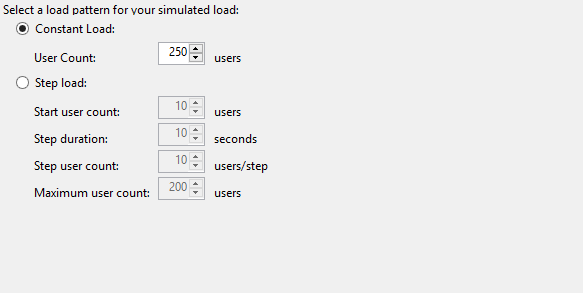 Select a load pattern for your simulated load:
Constant Load:
User Count: 250 users
Step load:
Start user count: 10 users
Step duration: 10 seconds
Step user count: 10 users/step
Maximum user count: 200 users